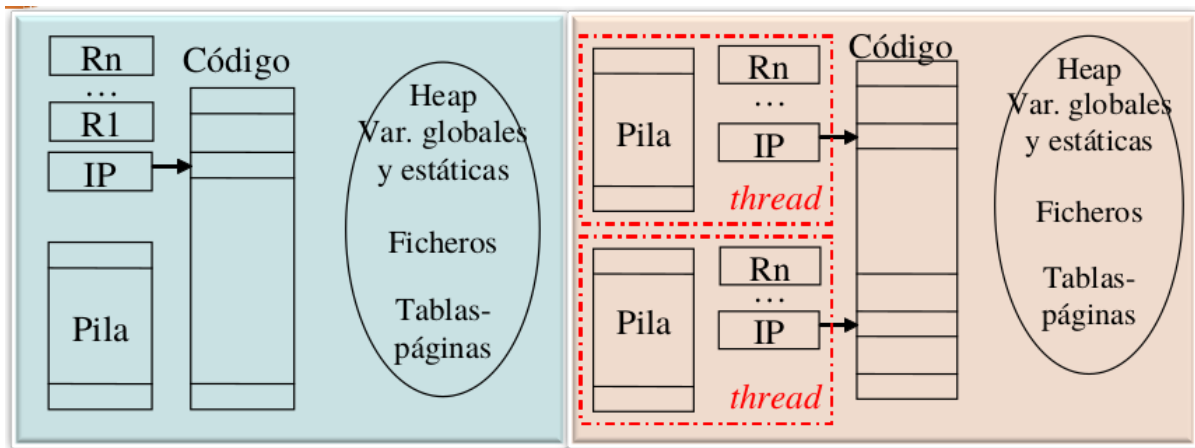 Rn
...
R1
IP
Pila
Código
Heap
Var. globales
y estáticas
Ficheros
Tablas-
páginas
Pila
Rn
...
IP
thread
Pila
Rn
...
IP
thread
Código
Heap
Var. globales
y estáticas
Ficheros
Tablas-
páginas